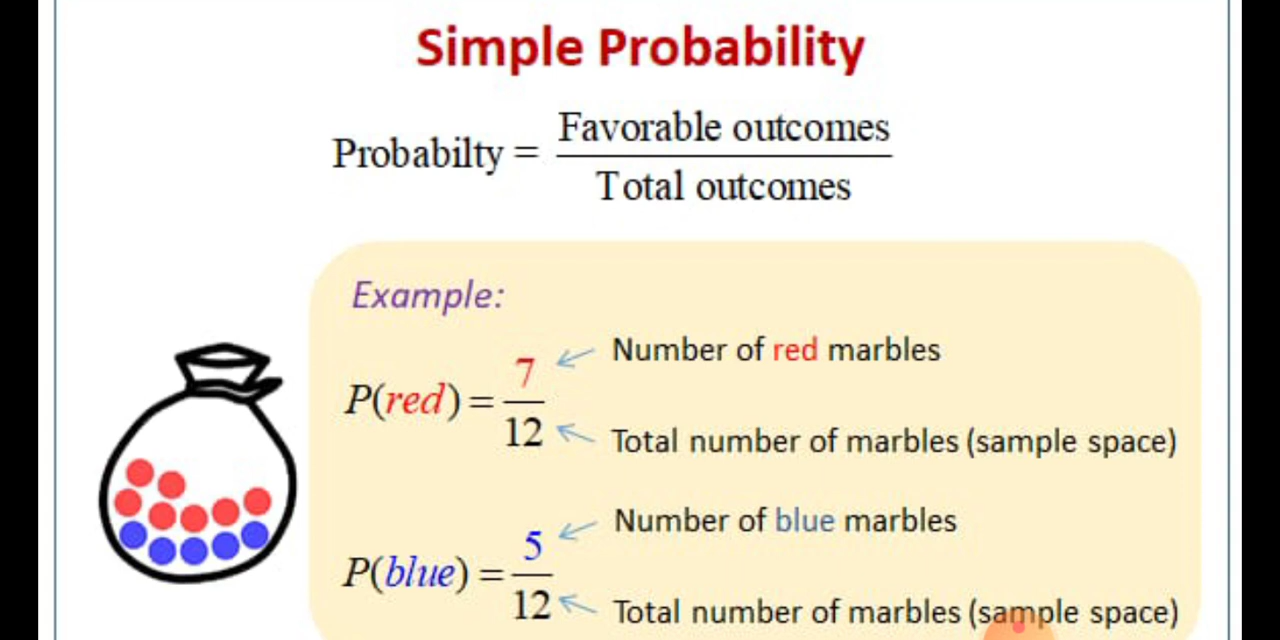 Simple Probability
Probabilty = Favorable outcomes / Total outcomes
Example:
P(red) = 7/12
Number of red marbles
Total number of marbles (sample space)
P(blue) = 5/12
Number of blue marbles
Total number of marbles (sample space)